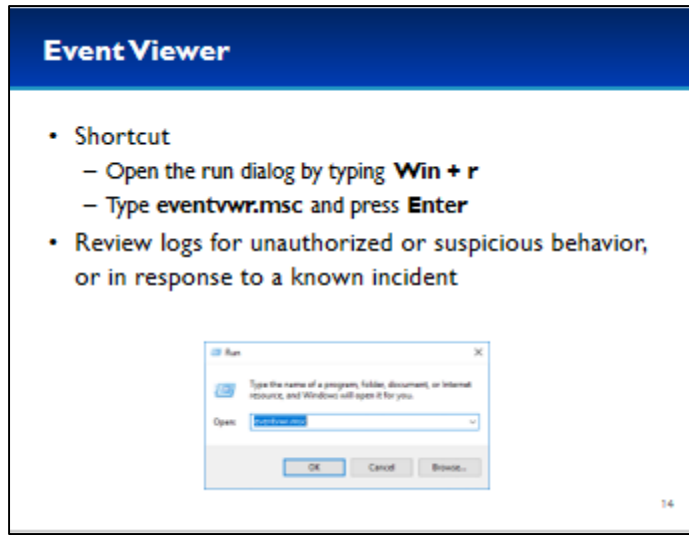 Event Viewer
• Shortcut
– Open the run dialog by typing Win + r
– Type eventvwr.msc and press Enter
• Review logs for unauthorized or suspicious behavior,
or in response to a known incident
Run
Type the name of a program, folder, document, or Internet
resource, and Windows will open it for you.
Open: eventvwr.msc
OK Cancel Browse...
14